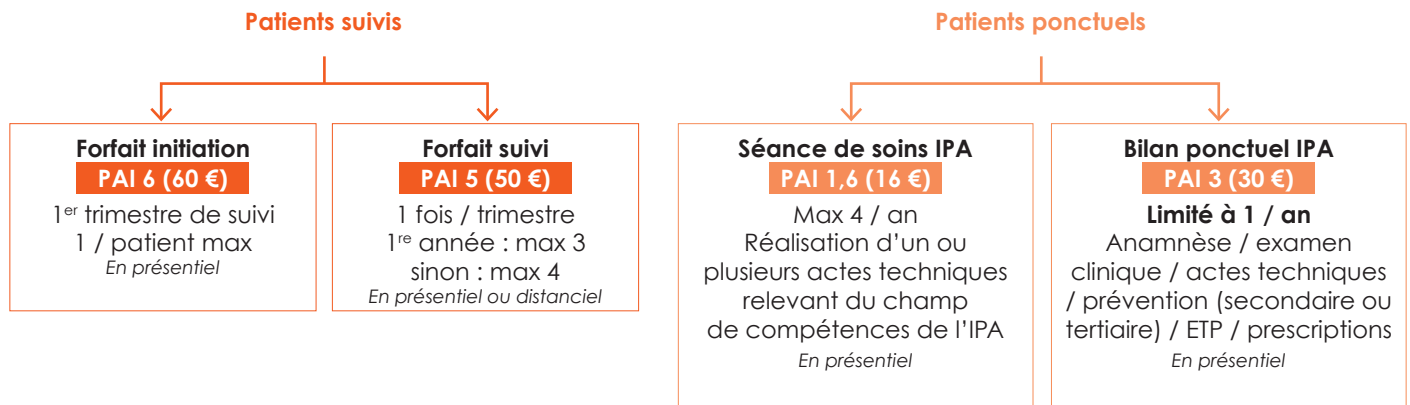 Patients suivis
Forfait initiation
PAI 6 (60 €)
1er trimestre de suivi
1 / patient max
En présentiel
Forfait suivi
PAI 5 (50 €)
1 fois / trimestre
1re année : max 3
sinon : max 4
En présentiel ou distanciel
Patients ponctuels
Séance de soins IPA
PAI 1,6 (16 €)
Max 4 / an
Réalisation d’un ou
plusieurs actes techniques
relevant du champ
de compétences de l’IPA
En présentiel
Bilan ponctuel IPA
PAI 3 (30 €)
Limité à 1 / an
Anamnèse / examen
clinique / actes techniques
/ prévention (secondaire ou
tertiaire) / ETP / prescriptions
En présentiel